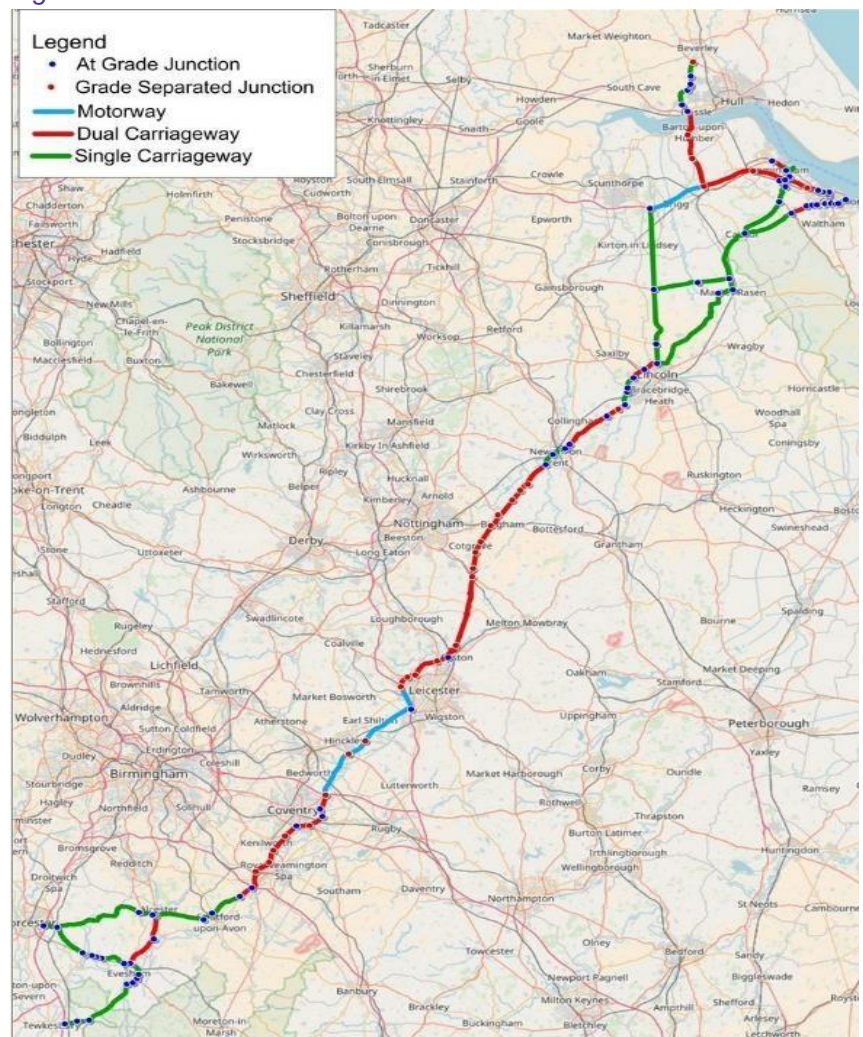 Legend
At Grade Junction
Grade Separated Junction
Motorway
Dual Carriageway
Single Carriageway
Tadcaster
Market Weighton
Beverley
Sherburn
in-Elmet
Selby
South Cave
Howden
Hull
Hedon
Knottingley
Snaith
Goole
Barton-upon
Humber
Royston
South Elmsall
Stainforth
Crowle
Scunthorpe
Shaw
Chadderton
Holmfirth
Cudworth
Bolton upon
Dearne
Doncaster
Epworth
Waltham
Penistone
Conisbrough
Kirton in Lindsey
Stocksbridge
Rotherham
Tickhill
Glossop
Hadfield
Sheffield
Dinnington
Gainsborough
New Mills
Killamarsh
Retford
Chapel-en
le-Frith
Peak District
National
Park
Staveley
Worksop
Saxilby
Wragby
Bollington
Buxton
Macclesfield
Chesterfield
Lincoln
Bracebridge
Heath
Horncastle
Bakewell
Shirebrook
Clay Cross
Collingham
Woodhall
Spa
Matlock
Mansfield
Coningsby
Leek
Biddulph
Wirksworth
Kirkby in Ashfield
Ripley
Hucknall
Ruskington
Cheadle
Ashbourne
Belper
Kimberley
Arnold
Heckington
Nottingham
Beeston
Bingham
Bottesford
Swineshead
Stone
Uttoxeter
Derby
Long Eaton
Cotgrave
Grantham
Stafford
Swadlincote
Loughborough
Melton Mowbray
Spalding
Rugeley
Coalville
Bourne
Hednesford
Lichfield
Oakham
Market Deeping
Brownhills
Tamworth
Market Bosworth
Leicester
Stamford
Wolverhampton
Aldridge
Atherstone
Earl Shilton
Wigston
Uppingham
Peterborough
Sutton Coldfield
Dudley
Erdington
Hinckley
Yaxley
Birmingham
Coleshill
Bedworth
Market Harborough
Corby
Oundle
Stourbridge
Lutterworth
Ramsey
Hagley
Northfield
Solihull
Coventry
Rothwell
Thrapston
Bromsgrove
Kenilworth
Rugby
Burton Latimer
Redditch
Irthlingborough
Huntingdon
Droitwich
Spa
Royal Leamington
Spa
Wellingborough
Southam
Daventry
Northampton
St Neots
Cambourne
upon-Avon
Towcester
Olney
Bedford
Sandy
Evesham
Newport Pagnell
Biggleswade
Banbury
Milton Keynes
Moreton-in
Marsh
Brackley
Ampthill
Shefford
Buckingham
Bletchley
Arlesey
Letchworth